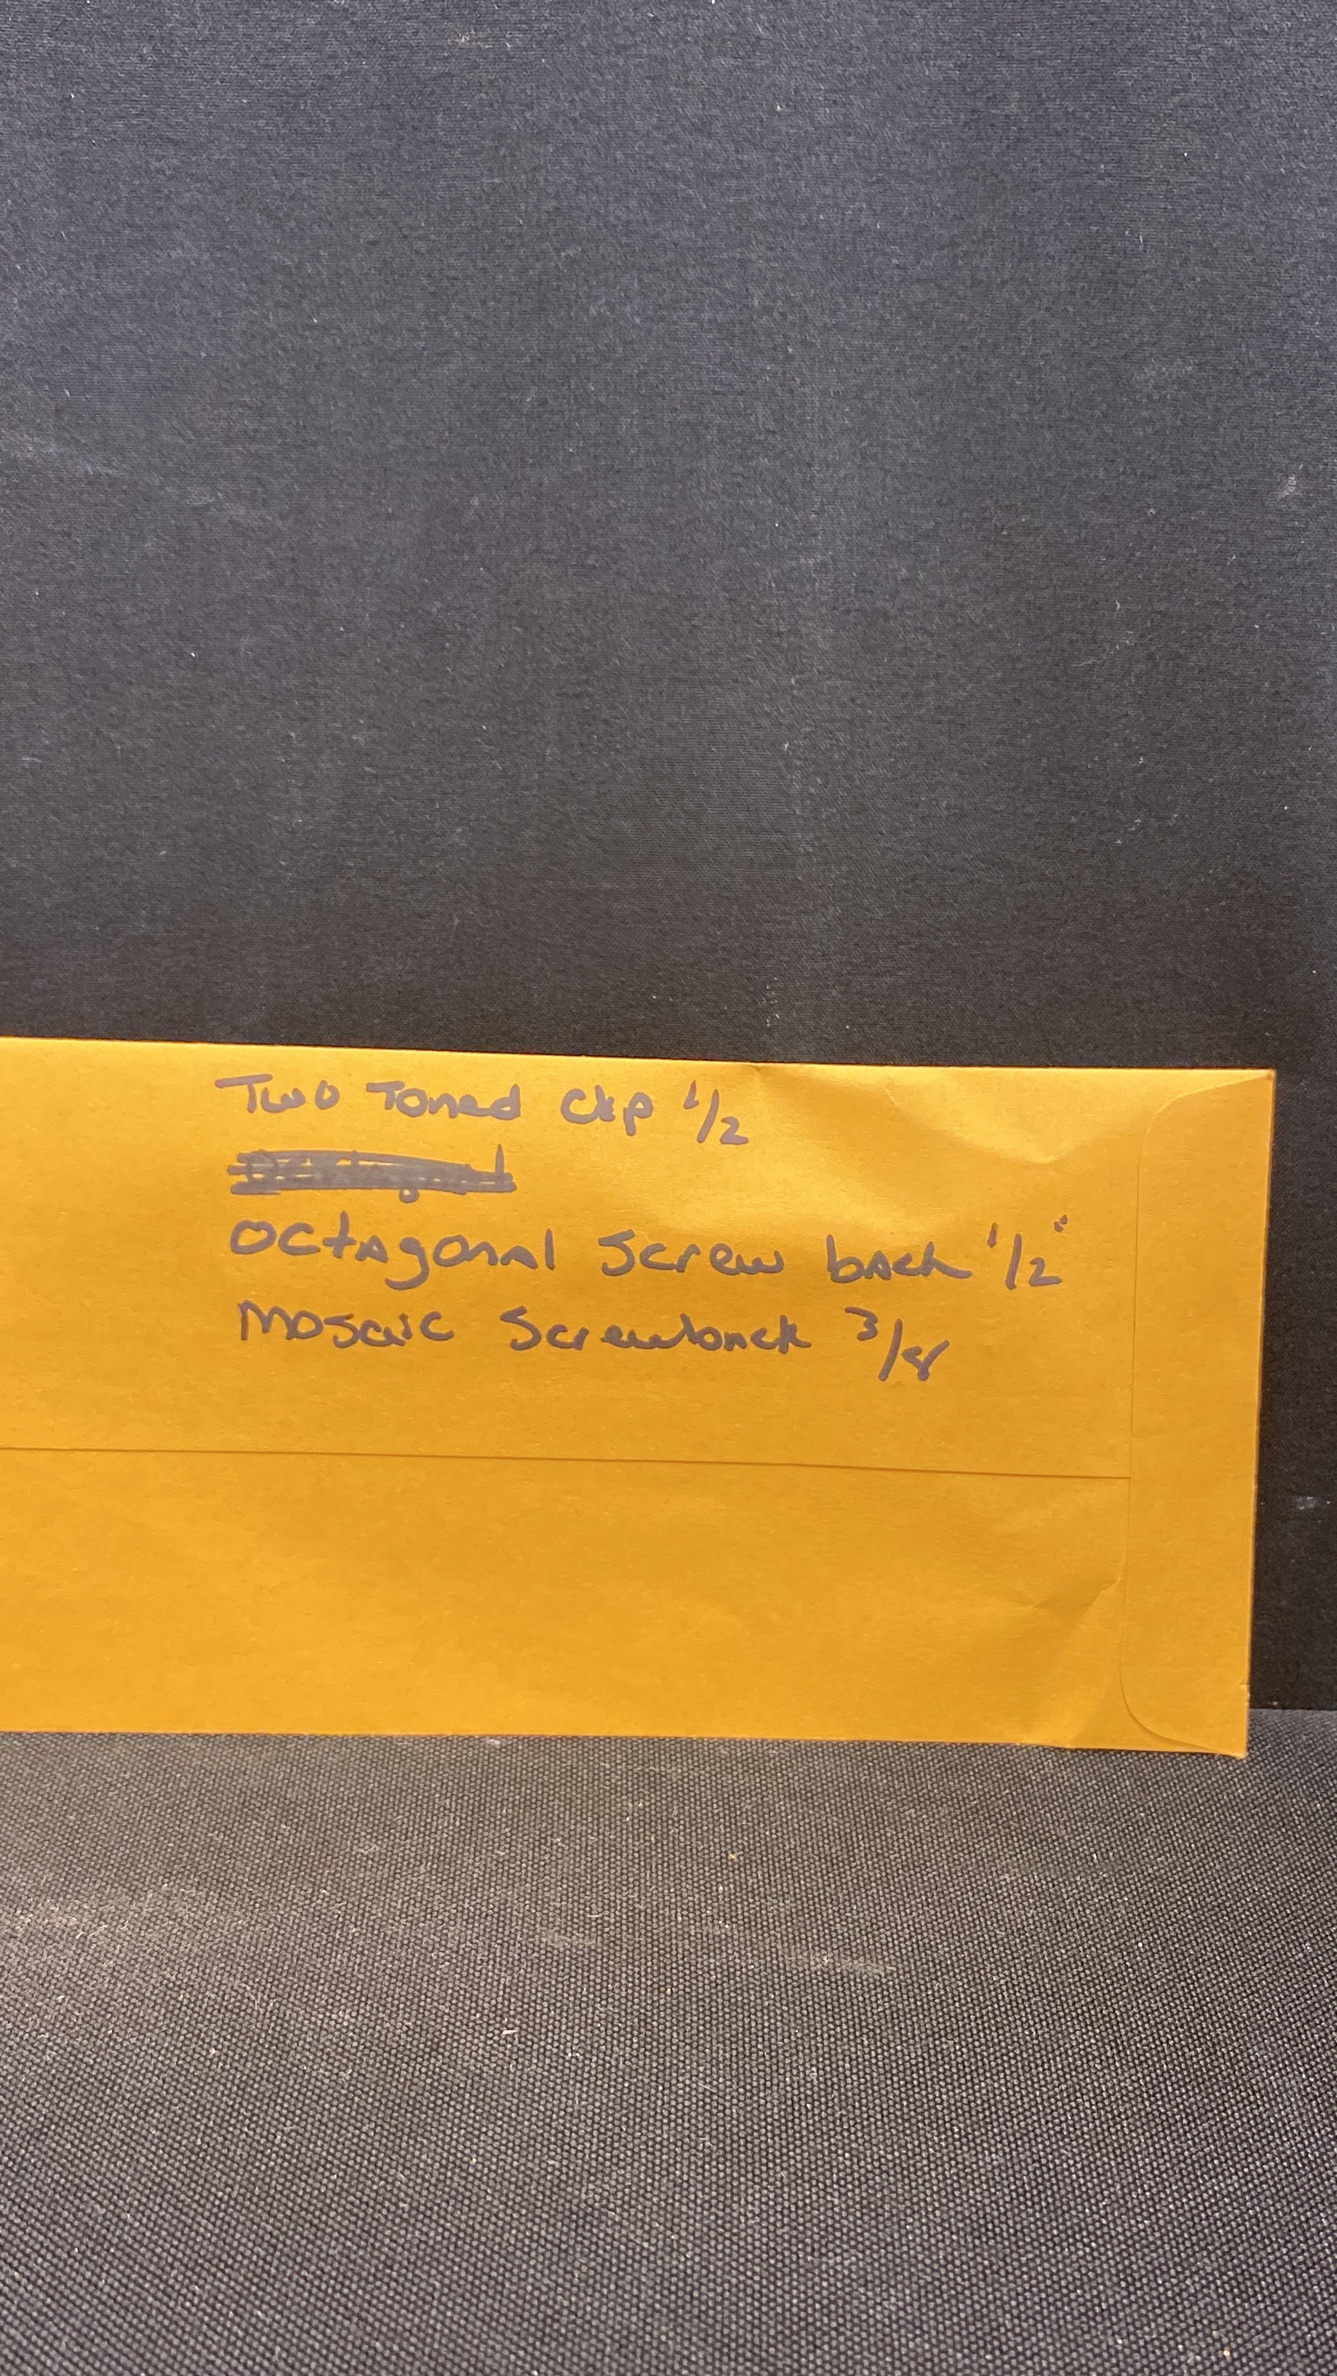 Two Toned Clip 1/2
Octagonal Screw back 1/2"
Mosaic Screwback 3/8